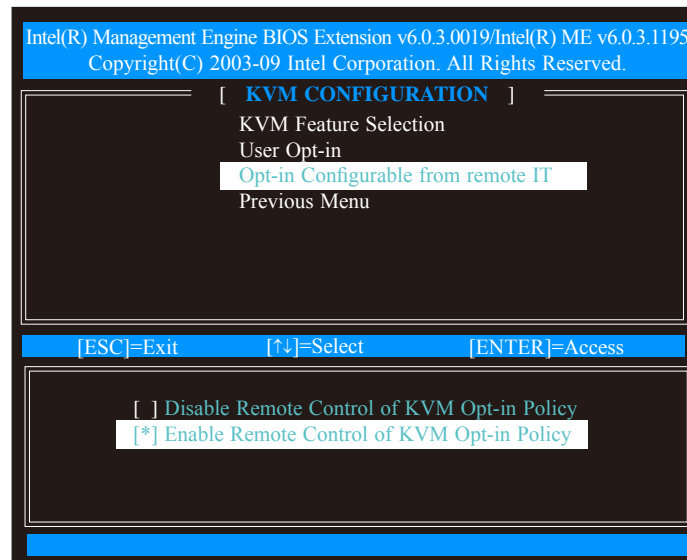 Intel(R) Management Engine BIOS Extension v6.0.3.0019/Intel(R) ME v6.0.3.1195
Copyright(C) 2003-09 Intel Corporation. All Rights Reserved.
[ KVM CONFIGURATION ]
KVM Feature Selection
User Opt-in
Opt-in Configurable from remote IT
Previous Menu
[ESC]=Exit [↑↓]=Select [ENTER]=Access
[ ] Disable Remote Control of KVM Opt-in Policy
[*] Enable Remote Control of KVM Opt-in Policy